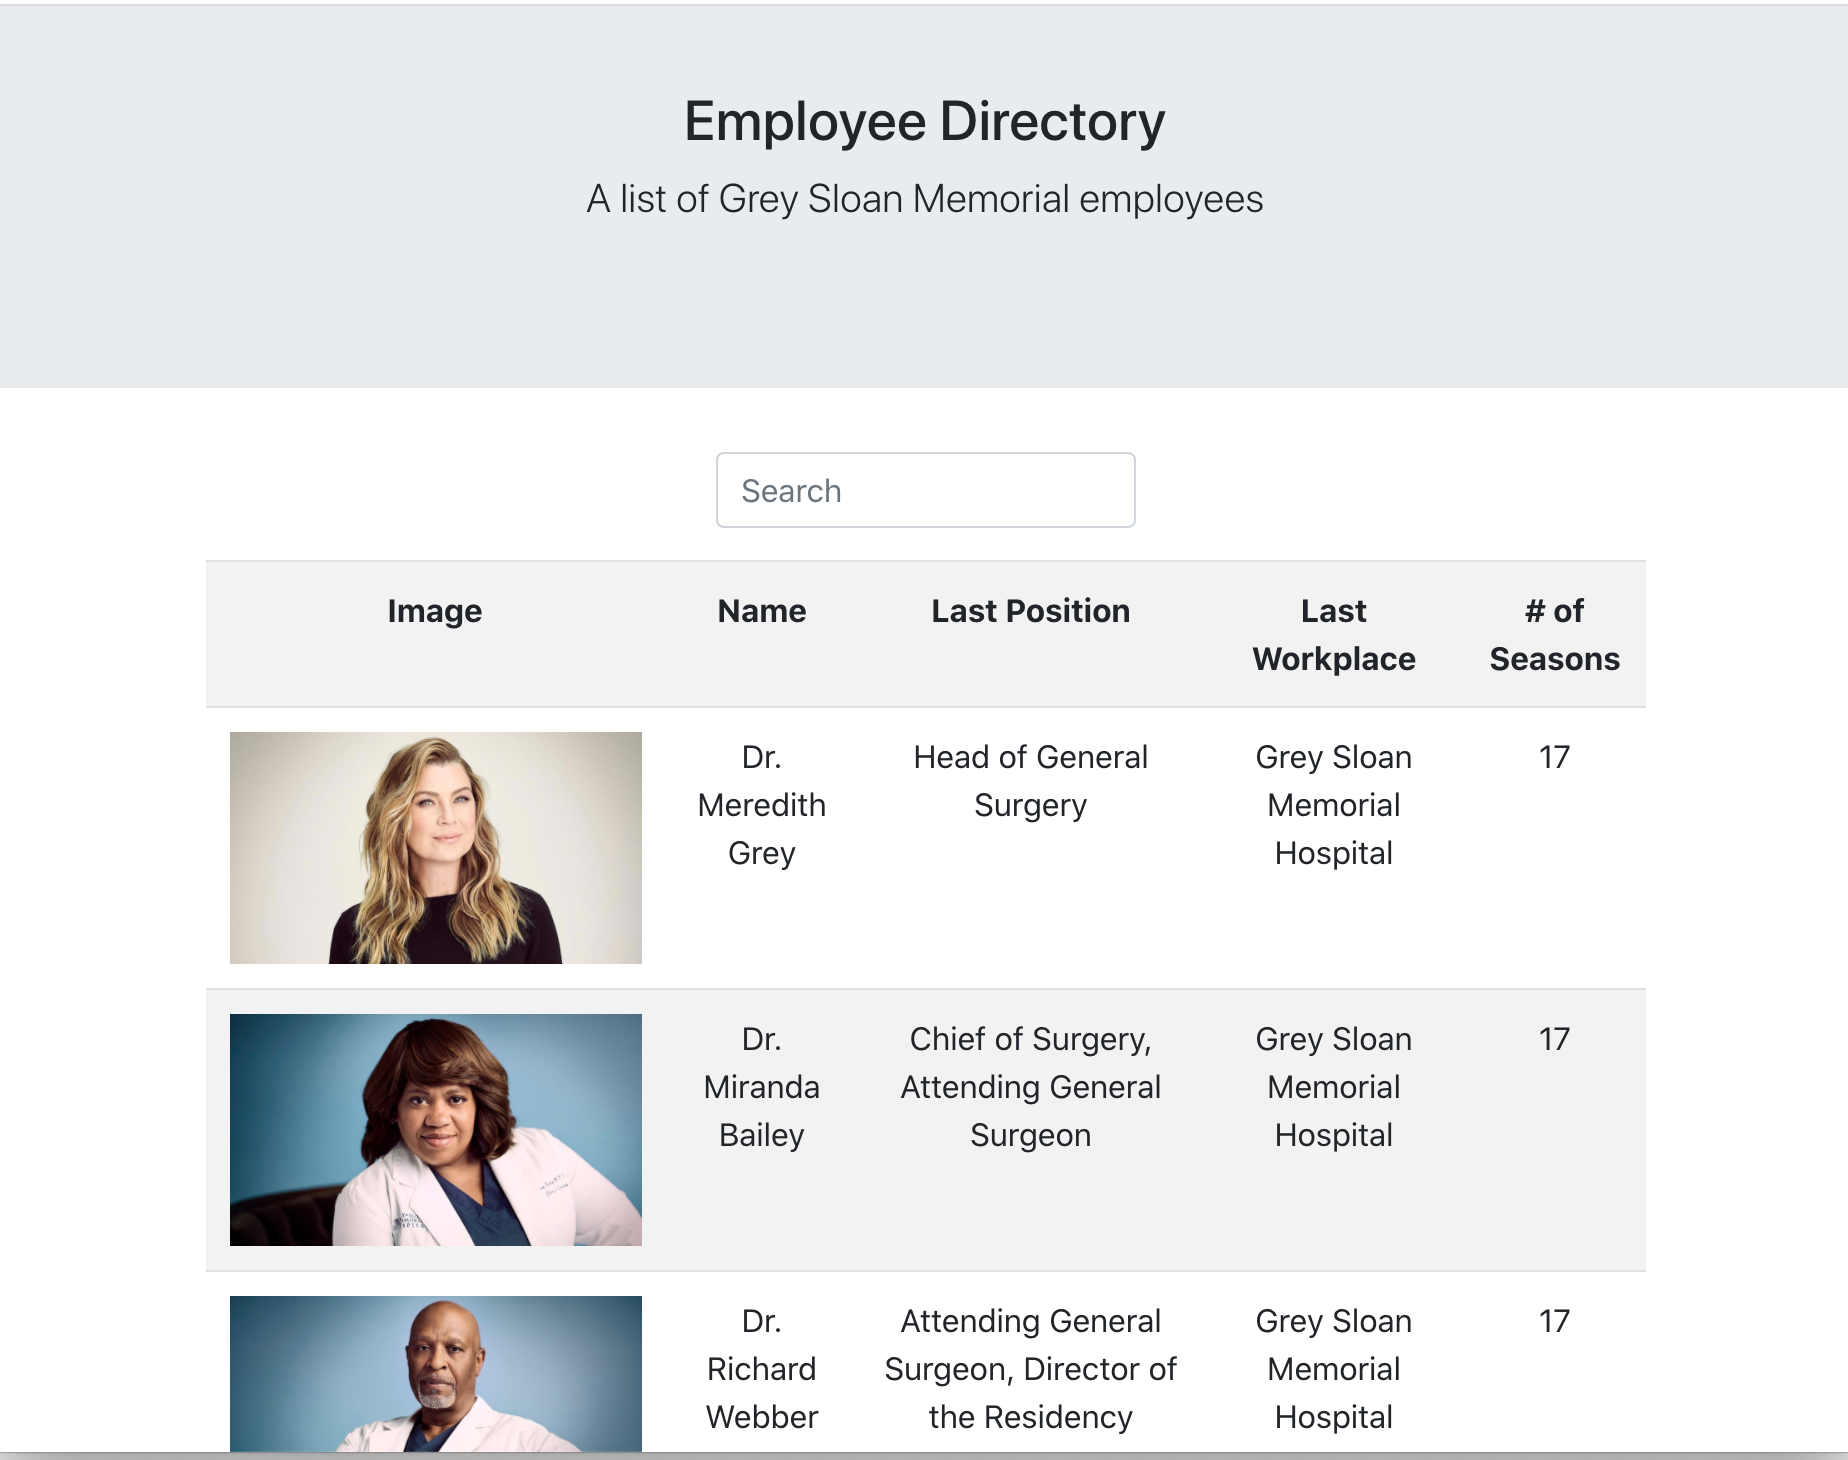 Employee Directory
A list of Grey Sloan Memorial employees
Search
Image Name Last Position Last Workplace # of Seasons
Dr. Meredith Grey Head of General Surgery Grey Sloan Memorial Hospital 17
Dr. Miranda Bailey Chief of Surgery, Attending General Surgeon Grey Sloan Memorial Hospital 17
Dr. Richard Webber Attending General Surgeon, Director of the Residency Grey Sloan Memorial Hospital 17